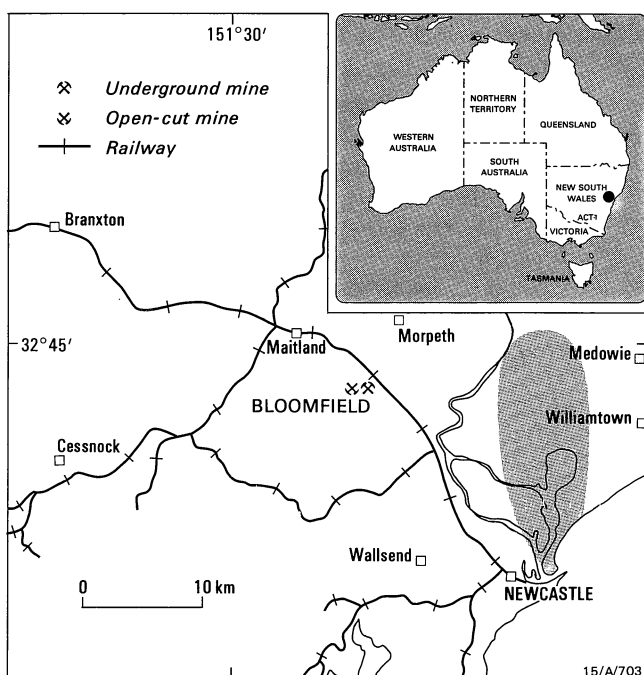 151°30′
Underground mine
Open-cut mine
Railway
NORTHERN
TERRITORY
QUEENSLAND
WESTERN
AUSTRALIA
SOUTH
AUSTRALIA
NEW SOUTH
WALES
ACT
VICTORIA
TASMANIA
Branxton
32°45′
Maitland
Morpeth
Medowie
BLOOMFIELD
Williamtown
Cessnock
Wallsend
0 10 km
NEWCASTLE
15/A/703